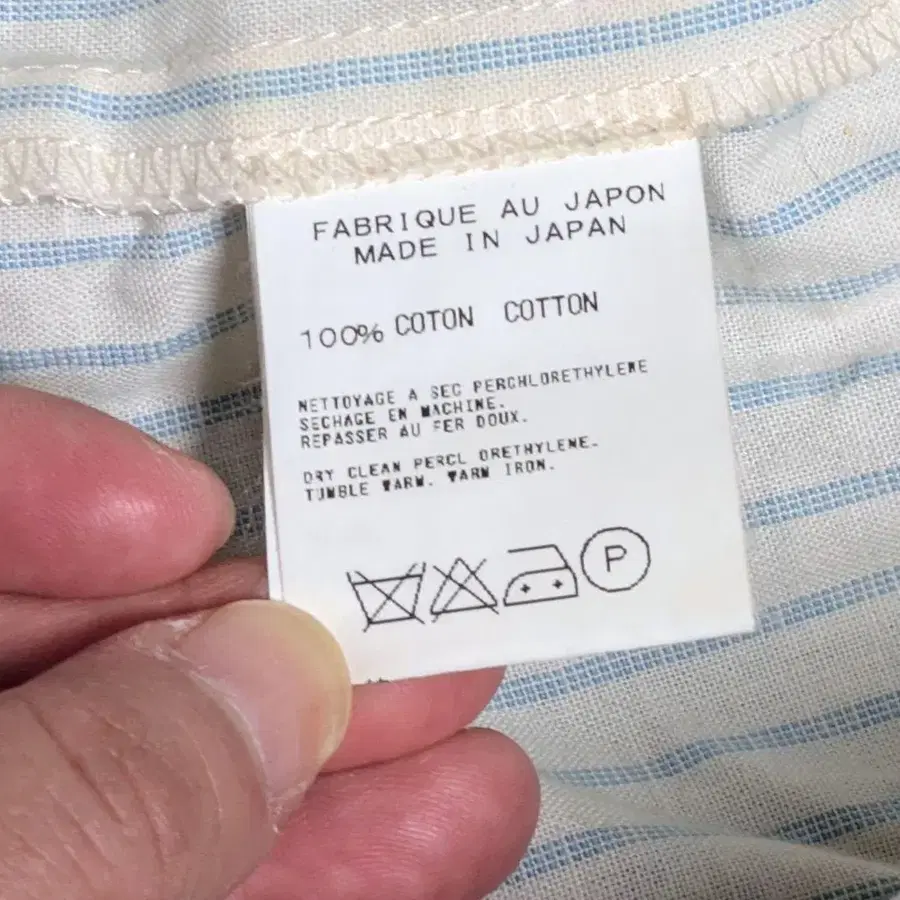 FABRIQUE AU JAPON
MADE IN JAPAN
100% COTON COTTON
NETTOYAGE A SEC PERCHLORETHYLENE
SECHAGE EN MACHINE.
REPASSER AU FER DOUX.
DRY CLEAN PERCL ORETHYLENE.
TUMBLE WARM. WARM IRON.
P